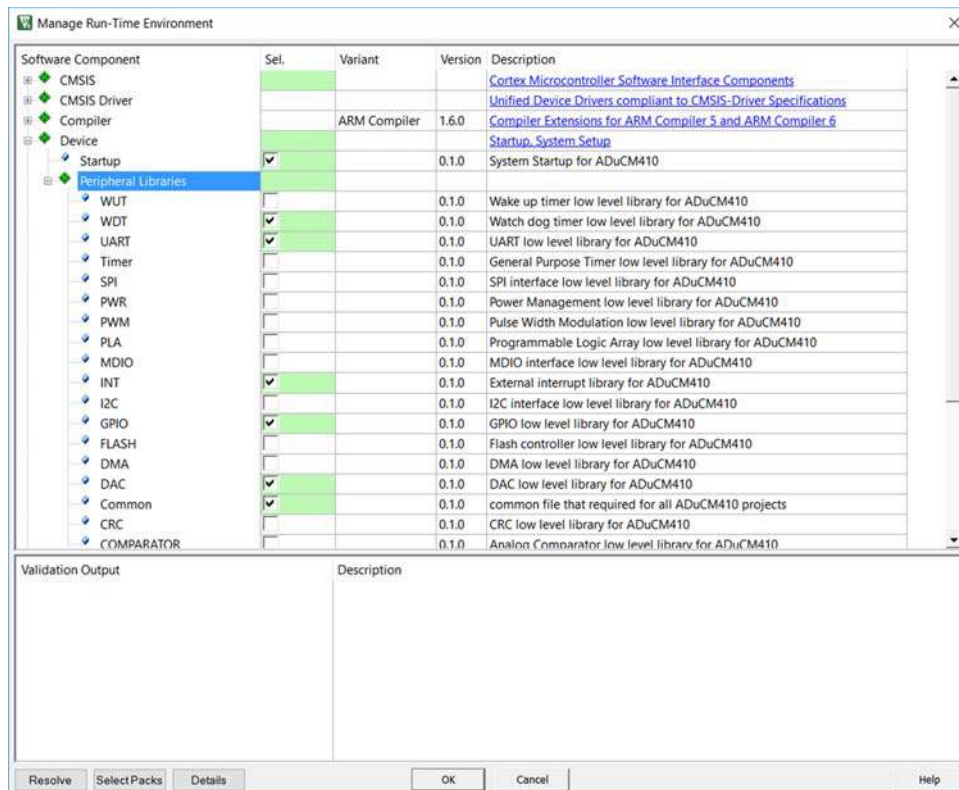 Manage Run-Time Environment
Software Component Sel. Variant Version Description
CMSIS Cortex Microcontroller Software Interface Components
CMSIS Driver Unified Device Drivers compliant to CMSIS-Driver Specifications
Compiler ARM Compiler 1.6.0 Compiler Extensions for ARM Compiler 5 and ARM Compiler 6
Device Startup, System Setup
Startup 0.1.0 System Startup for ADuCM410
Peripheral Libraries
WUT 0.1.0 Wake up timer low level library for ADuCM410
WDT 0.1.0 Watch dog timer low level library for ADuCM410
UART 0.1.0 UART low level library for ADuCM410
Timer 0.1.0 General Purpose Timer low level library for ADuCM410
SPI 0.1.0 SPI interface low level library for ADuCM410
PWR 0.1.0 Power Management low level library for ADuCM410
PWM 0.1.0 Pulse Width Modulation low level library for ADuCM410
PLA 0.1.0 Programmable Logic Array low level library for ADuCM410
MDIO 0.1.0 MDIO interface low level library for ADuCM410
INT 0.1.0 External interrupt library for ADuCM410
I2C 0.1.0 I2C interface low level library for ADuCM410
GPIO 0.1.0 GPIO low level library for ADuCM410
FLASH 0.1.0 Flash controller low level library for ADuCM410
DMA 0.1.0 DMA low level library for ADuCM410
DAC 0.1.0 DAC low level library for ADuCM410
Common 0.1.0 common file that required for all ADuCM410 projects
CRC 0.1.0 CRC low level library for ADuCM410
COMPARATOR 0.1.0 Analog Comparator low level library for ADuCM410
Validation Output Description
Resolve Select Packs Details OK Cancel Help